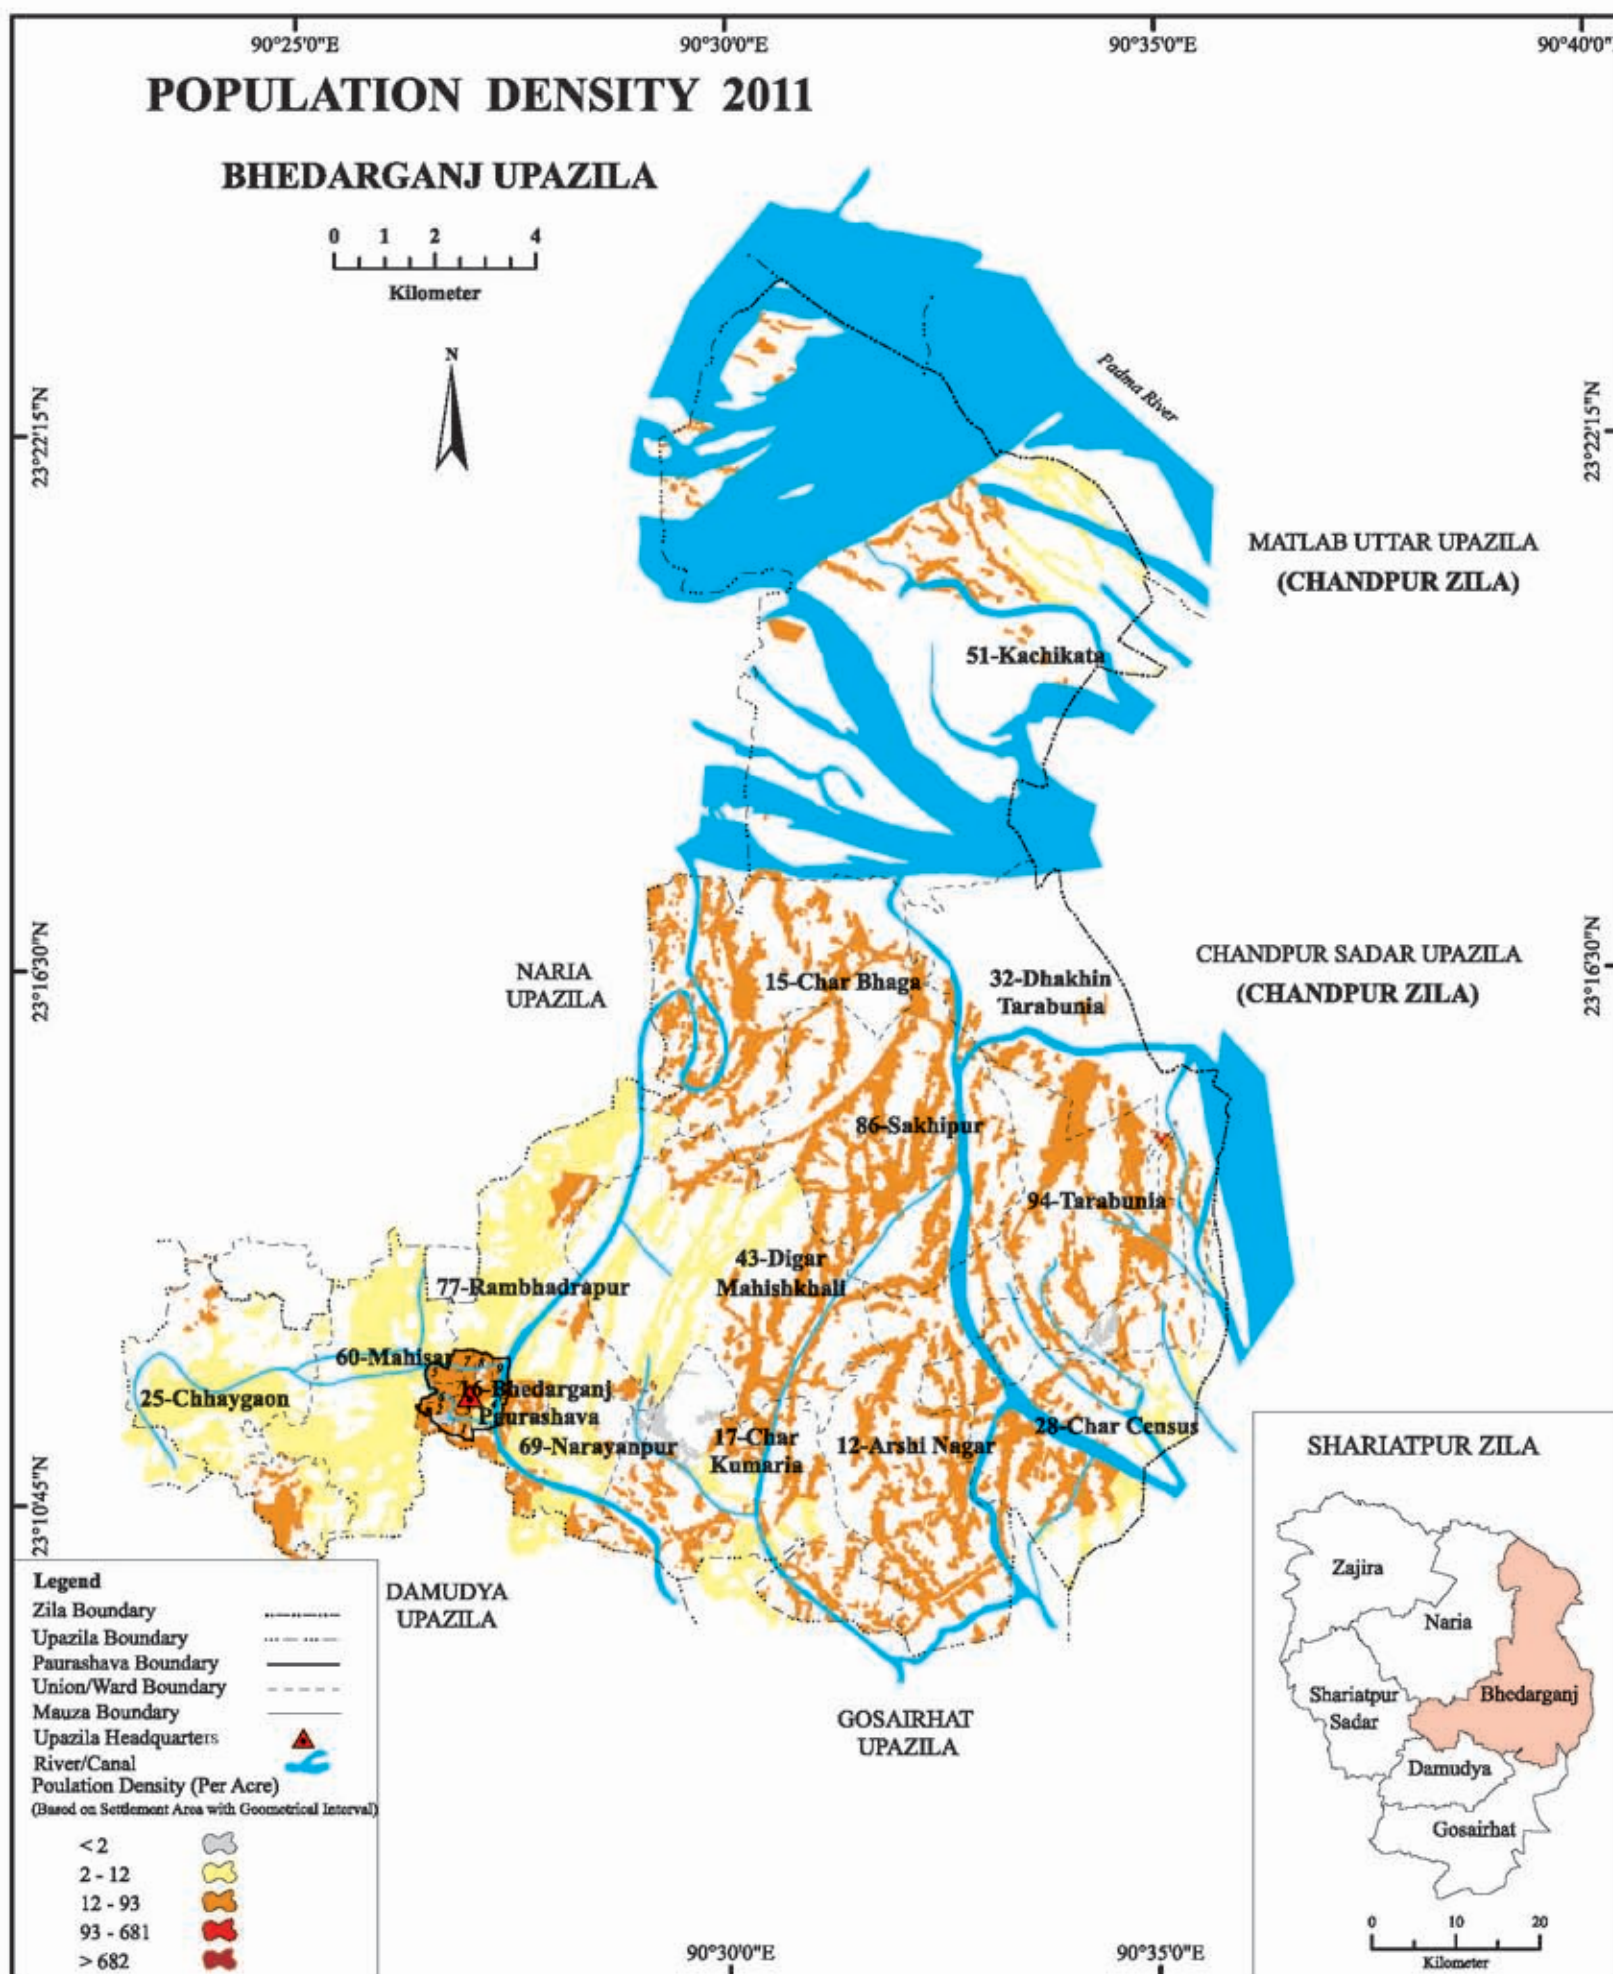 90°25'0"E
90°30'0"E
90°35'0"E
90°40'0"
POPULATION DENSITY 2011
BHEDARGANJ UPAZILA
0 1 2 4
Kilometer
N
Padma River
23°22'15"N
23°22'15"N
MATLAB UTTAR UPAZILA
(CHANDPUR ZILA)
51-Kachikata
23°16'30"N
23°16'30"N
NARIA
UPAZILA
15-Char Bhaga
32-Dhakhin
Tarabunia
CHANDPUR SADAR UPAZILA
(CHANDPUR ZILA)
86-Sakhipur
94-Tarabunia
43-Digar
Mahishkhali
77-Rambhadrapur
60-Mahisar
25-Chhaygaon
16-Bhedarganj
Paurashava
69-Narayanpur
17-Char
Kumaria
12-Arshi Nagar
28-Char Census
23°10'45"N
DAMUDYA
UPAZILA
GOSAIRHAT
UPAZILA
Legend
Zila Boundary
Upazila Boundary
Paurashava Boundary
Union/Ward Boundary
Mauza Boundary
Upazila Headquarters
River/Canal
Poulation Density (Per Acre)
(Based on Settlement Area with Geometrical Interval)
< 2
2 - 12
12 - 93
93 - 681
> 682
90°30'0"E
90°35'0"E
SHARIATPUR ZILA
Zajira
Naria
Shariatpur
Sadar
Bhedarganj
Damudya
Gosairhat
0 10 20
Kilometer